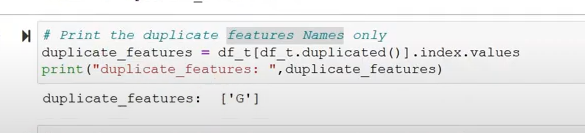 # Print the duplicate features Names only
duplicate_features = df_t[df_t.duplicated()].index.values
print("duplicate_features: ",duplicate_features)
duplicate_features:  ['G']